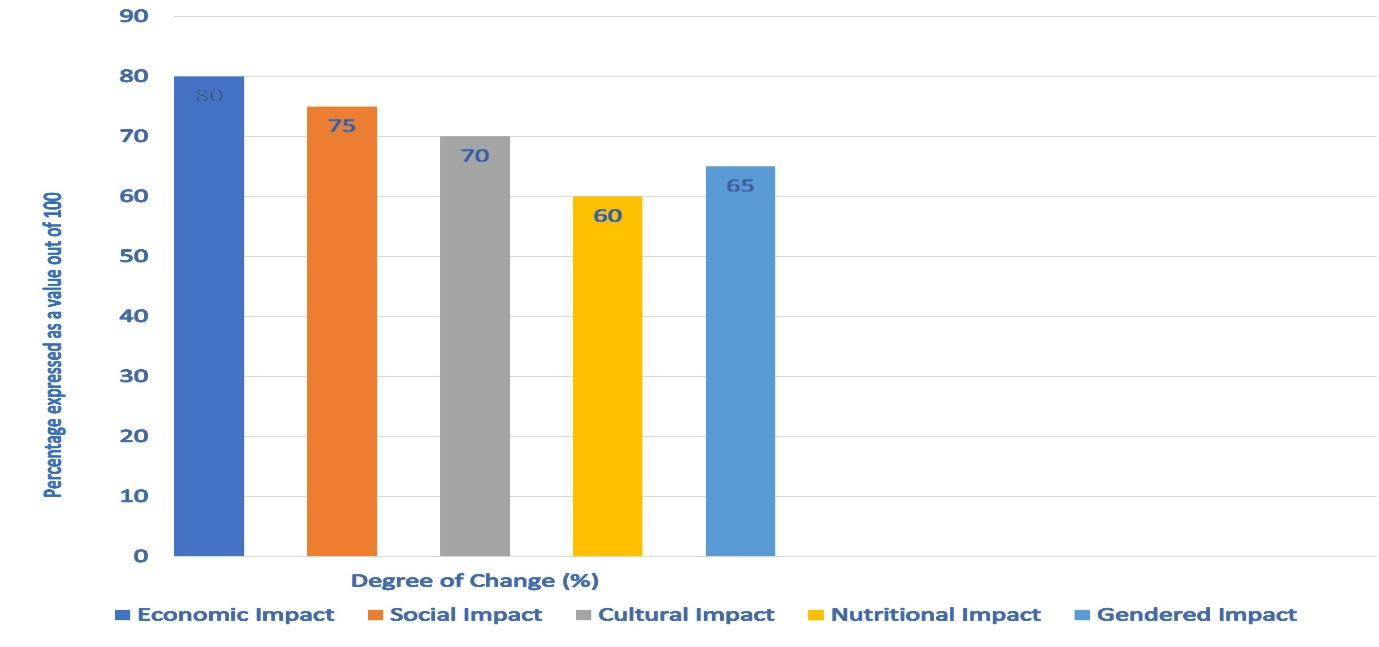 90
80
70
60
50
40
30
20
10
0
Percentage expressed as a value out of 100
80
75
70
60
65
Degree of Change (%)
Economic Impact
Social Impact
Cultural Impact
Nutritional Impact
Gendered Impact